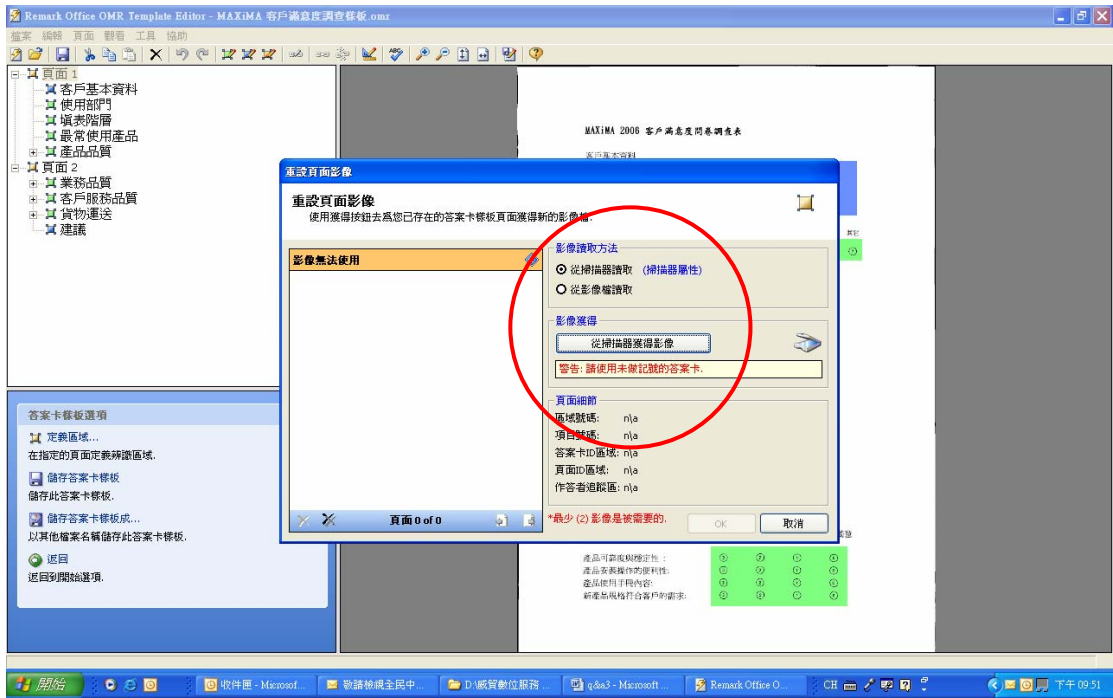 Remark Office OMR Template Editor - MAXiMA 客戶滿意度調查樣板.omr
檔案 編輯 頁面 觀看 工具 協助
頁面 1
客戶基本資料
使用部門
填表階層
最常使用產品
產品品質
頁面 2
業務品質
客戶服務品質
貨物運送
建議
答案卡樣板選項
定義區域...
在指定的頁面定義辨識區域.
儲存答案卡樣板
儲存此答案卡樣板.
儲存答案卡樣板成...
以其他檔案名稱儲存此答案卡樣板.
返回
返回到開始選項.
MAXiMA 2006 客戶滿意度問卷調查表
客戶基本資料
其它
重設頁面影像
重設頁面影像
使用獲得按鈕去為您已存在的答案卡樣板頁面獲得新的影像檔.
影像無法使用
頁面 0 of 0
影像讀取方法
從掃描器讀取 (掃描器屬性)
從影像檔讀取
影像獲得
從掃描器獲得影像
警告: 請使用未做記號的答案卡.
頁面細節
區域號碼: n\a
項目號碼: n\a
答案卡ID區域: n\a
頁面ID區域: n\a
作答者追蹤區: n\a
*最少 (2) 影像是被需要的.
OK 取消
產品可靠度與穩定性 :
產品安裝操作的便利性:
產品使用手冊內容:
新產品規格符合客戶的需求:
開始
收件匣 - Microsof...
敬請檢視全民中...
D:\威貿數位服務 ...
q&a3 - Microsoft ...
Remark Office O...
CH
下午 09:51